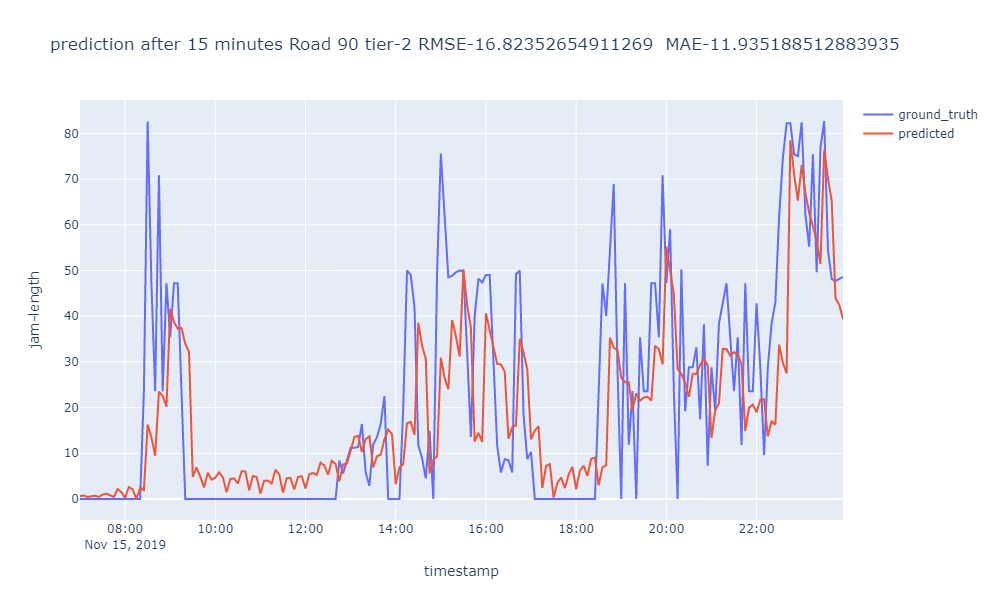 prediction after 15 minutes Road 90 tier-2 RMSE-16.82352654911269  MAE-11.935188512883935
ground_truth
predicted
jam-length
80
70
60
50
40
30
20
10
0
08:00 10:00 12:00 14:00 16:00 18:00 20:00 22:00
Nov 15, 2019
timestamp